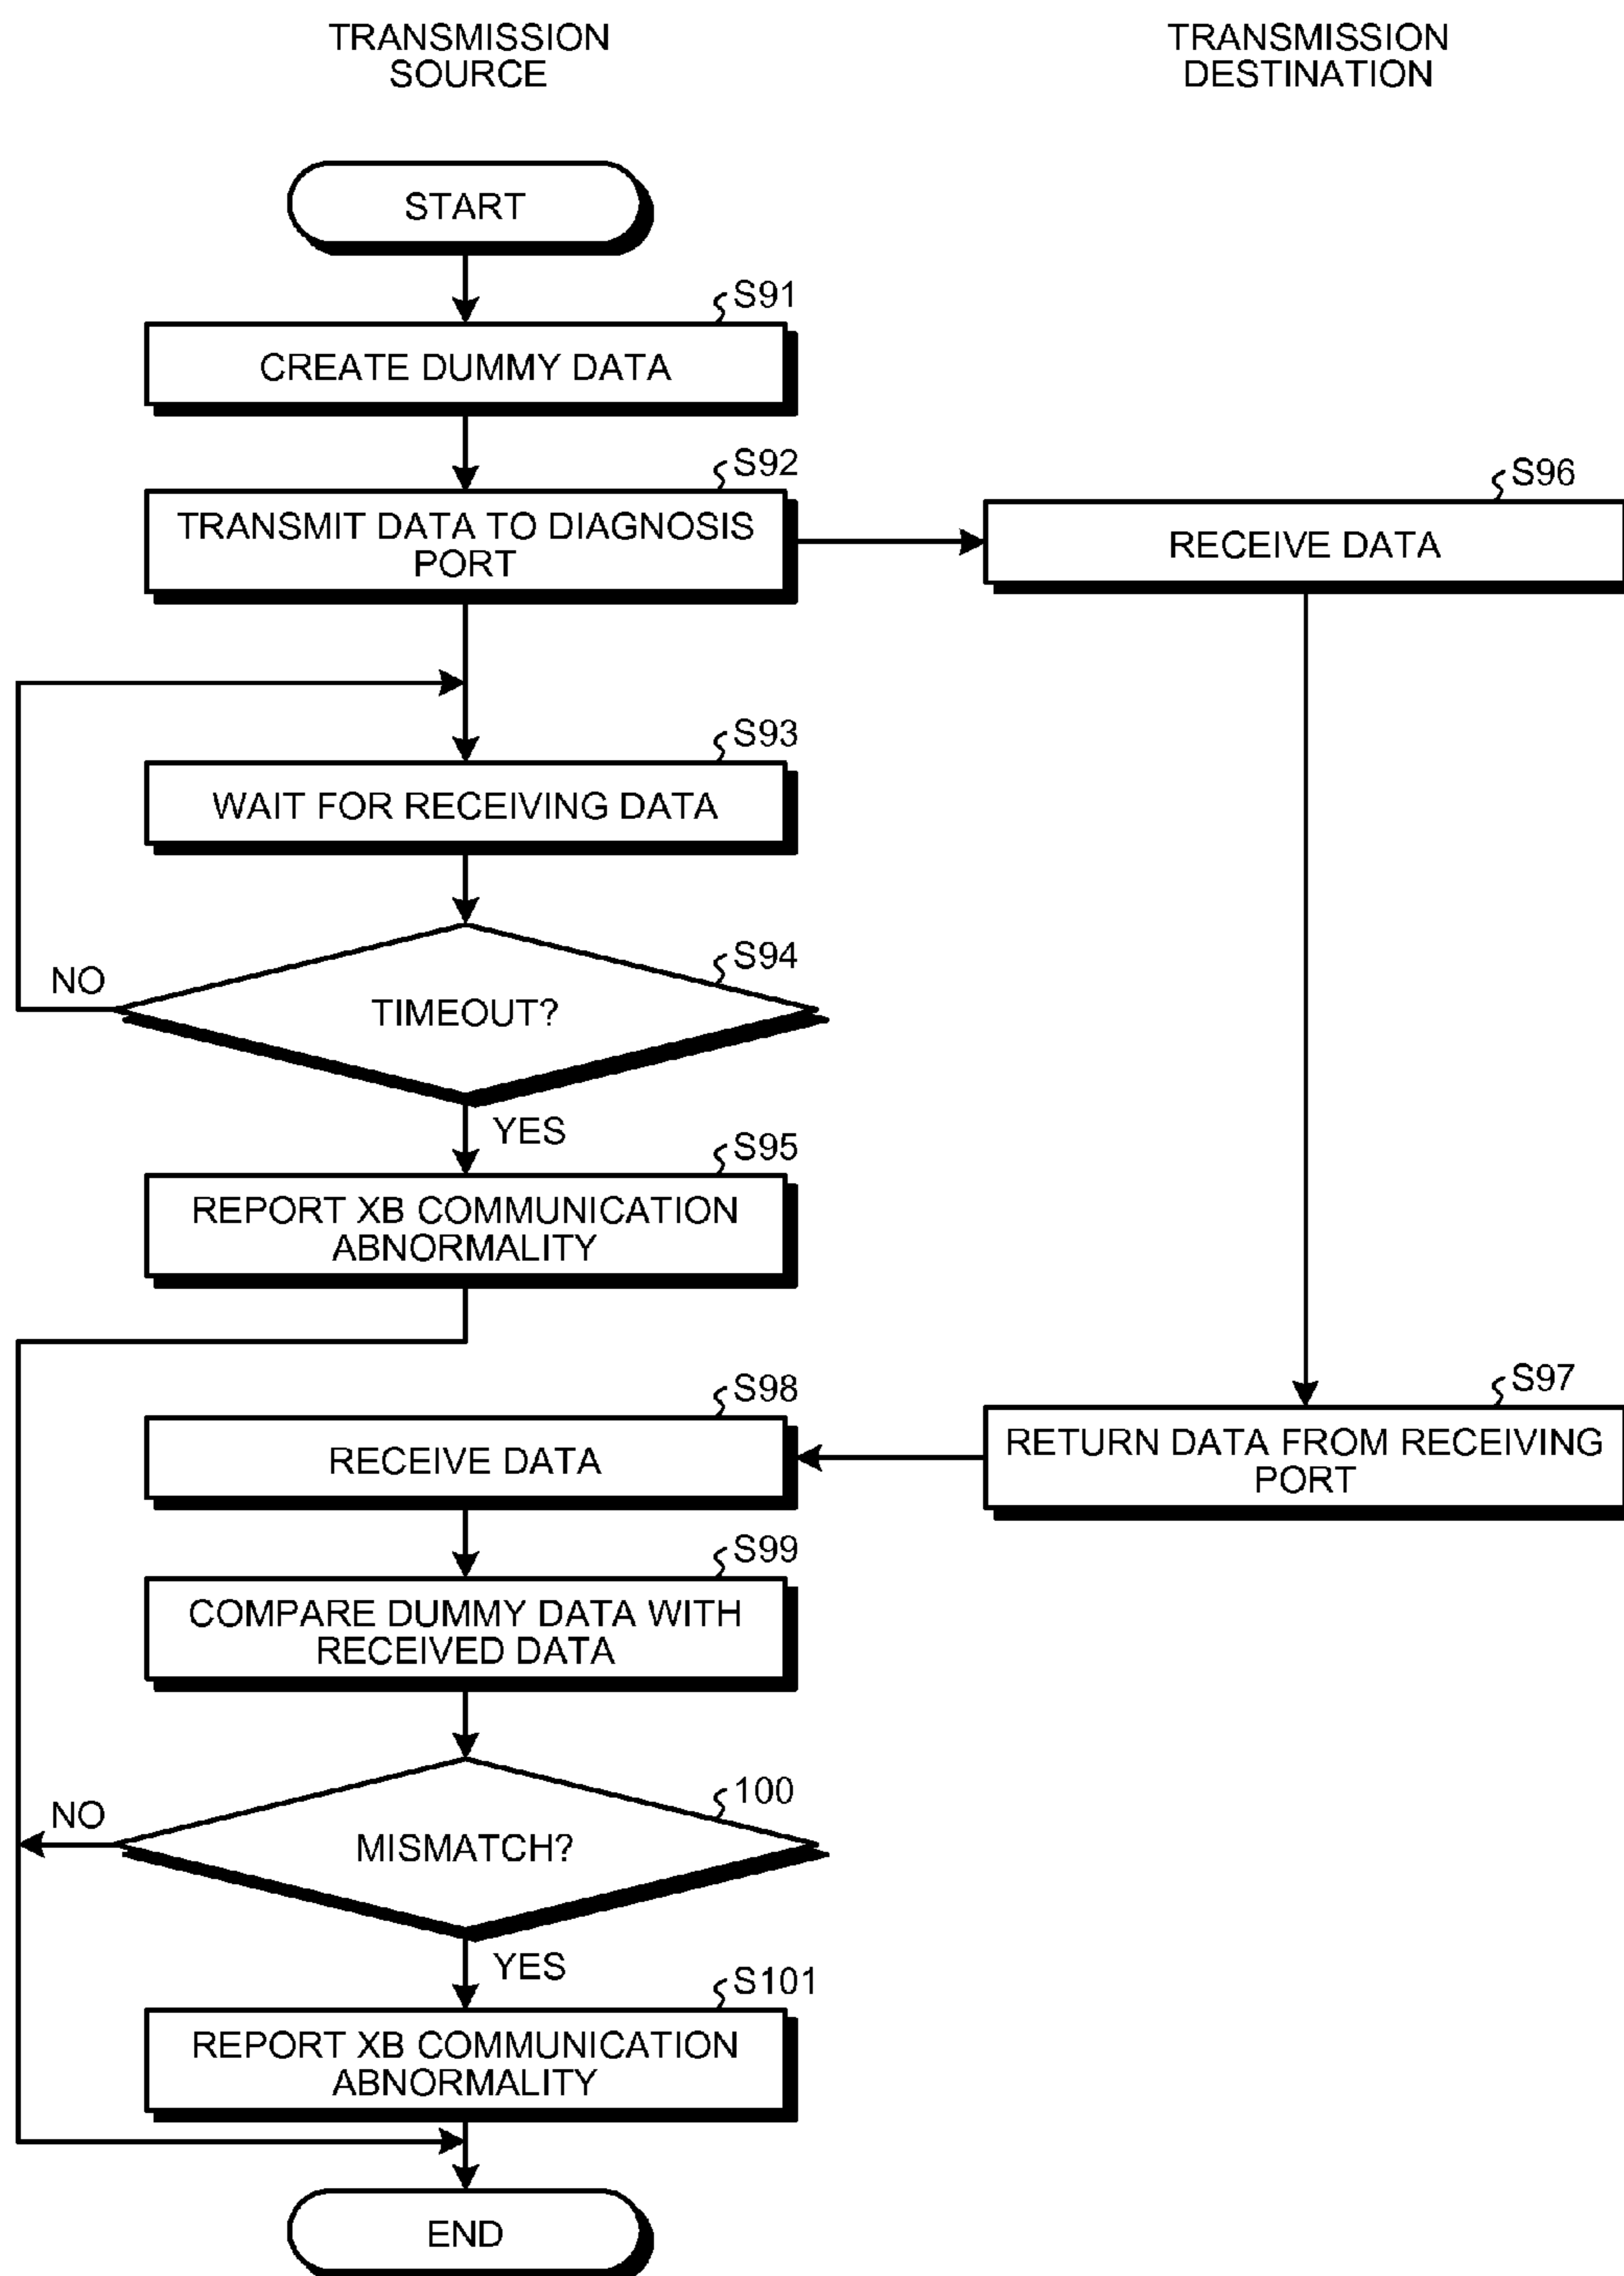 TRANSMISSION
SOURCE
TRANSMISSION
DESTINATION
START
S91
CREATE DUMMY DATA
S92
TRANSMIT DATA TO DIAGNOSIS
PORT
S96
RECEIVE DATA
S93
WAIT FOR RECEIVING DATA
S94
NO
TIMEOUT?
YES
S95
REPORT XB COMMUNICATION
ABNORMALITY
S98
RECEIVE DATA
S97
RETURN DATA FROM RECEIVING
PORT
S99
COMPARE DUMMY DATA WITH
RECEIVED DATA
100
NO
MISMATCH?
YES
S101
REPORT XB COMMUNICATION
ABNORMALITY
END